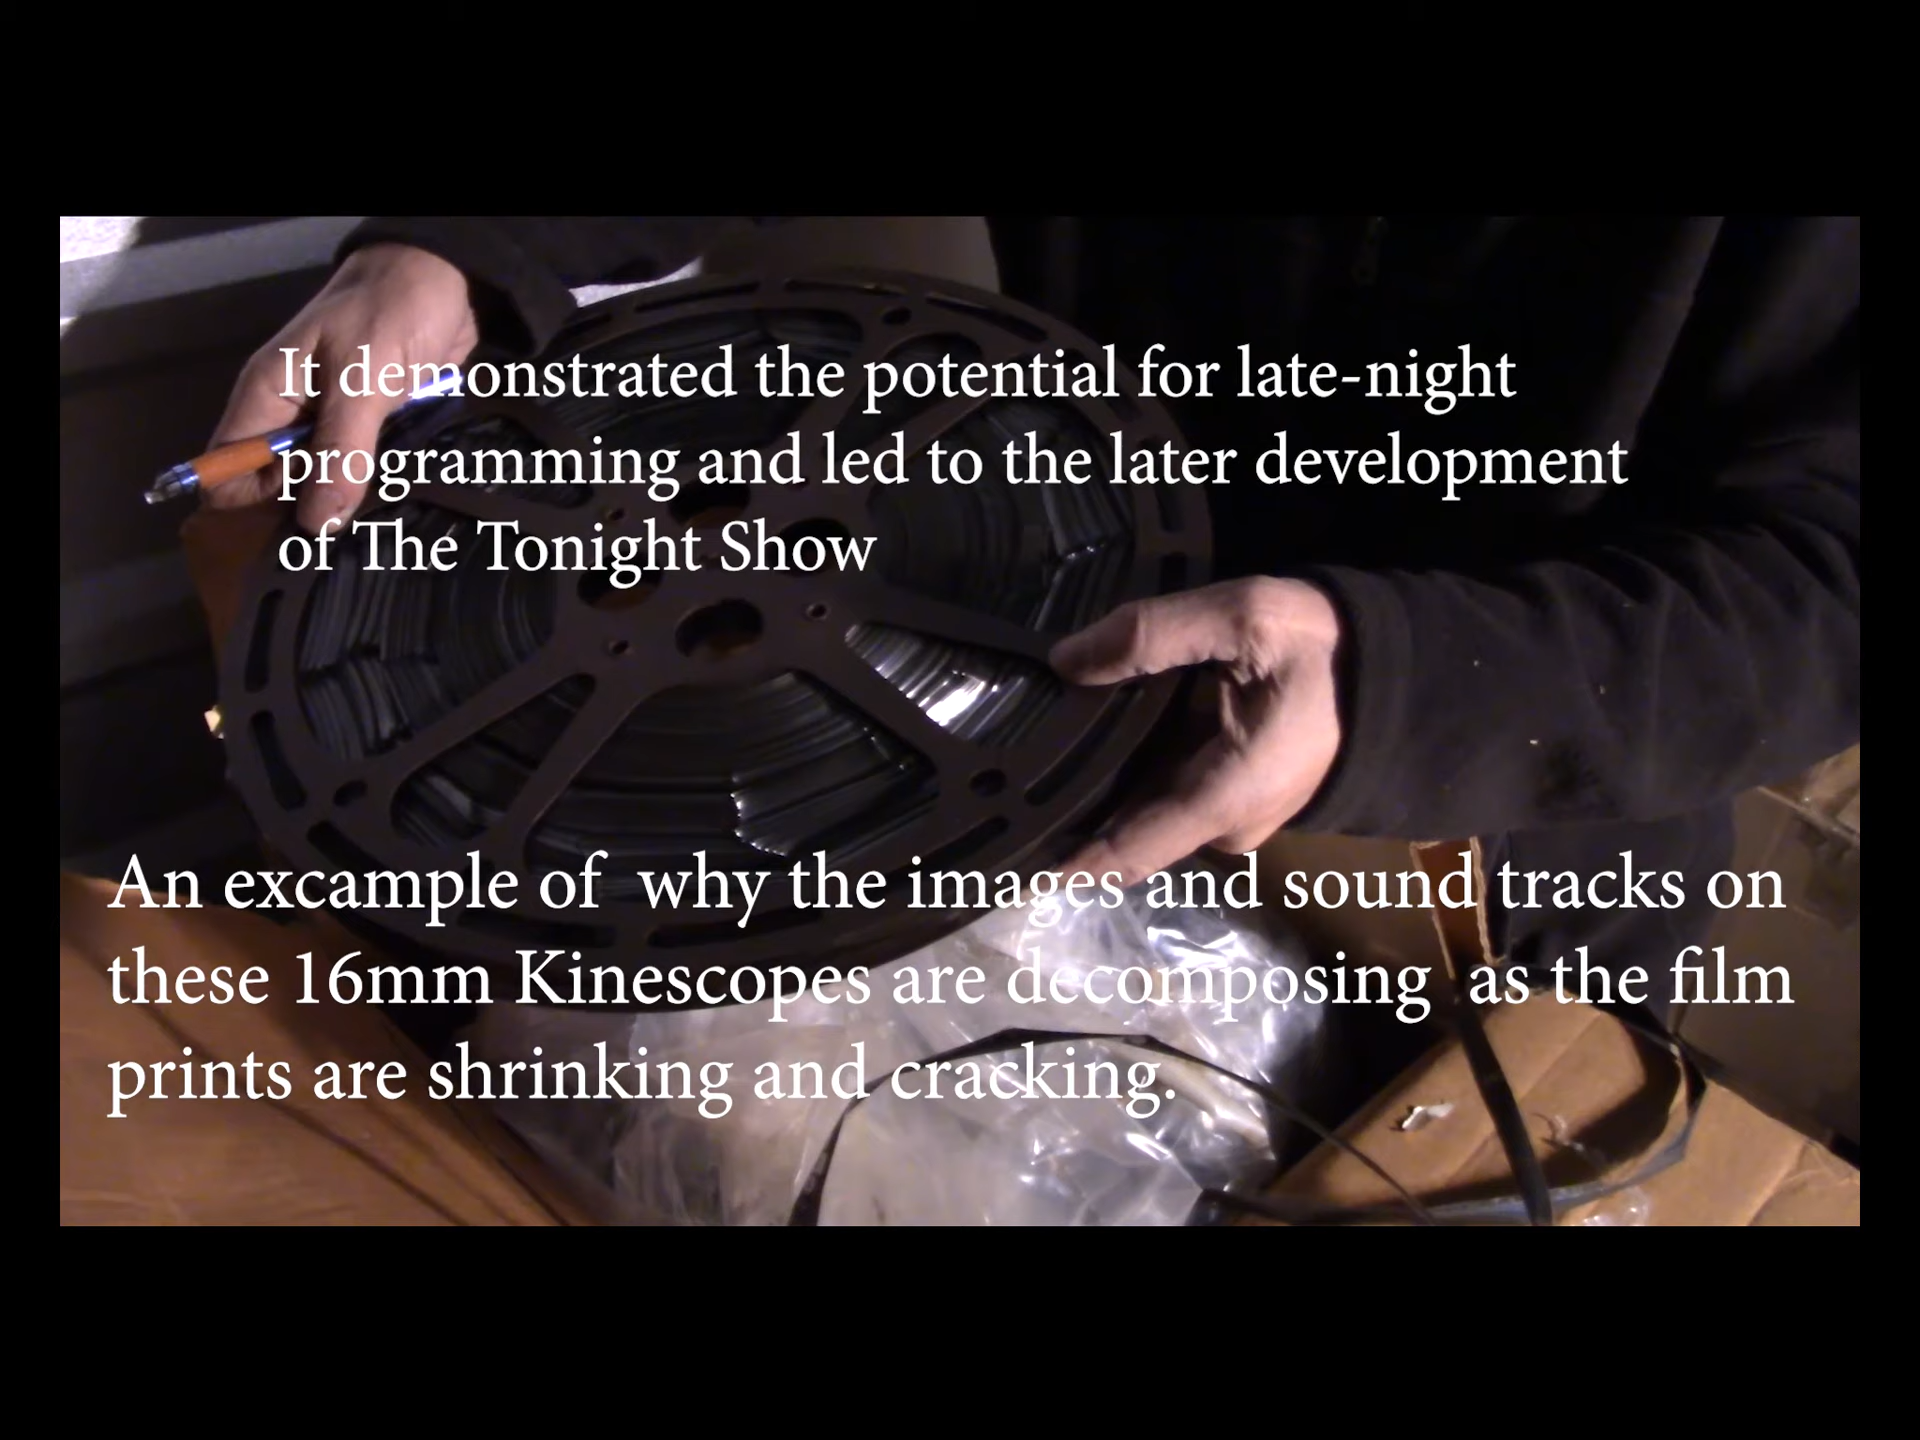 It demonstrated the potential for late-night
programming and led to the later development
of The Tonight Show
An excample of why the images and sound tracks on
these 16mm Kinescopes are decomposing as the film
prints are shrinking and cracking.